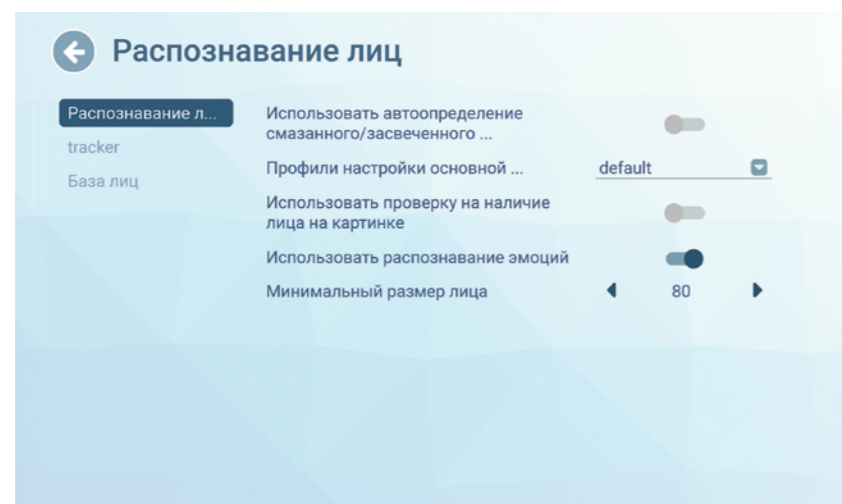 Распознавание лиц
Распознавание л...
tracker
База лиц
Использовать автоопределение
смазанного/засвеченного ...
Профили настройки основной ...
default
Использовать проверку на наличие
лица на картинке
Использовать распознавание эмоций
Минимальный размер лица
80